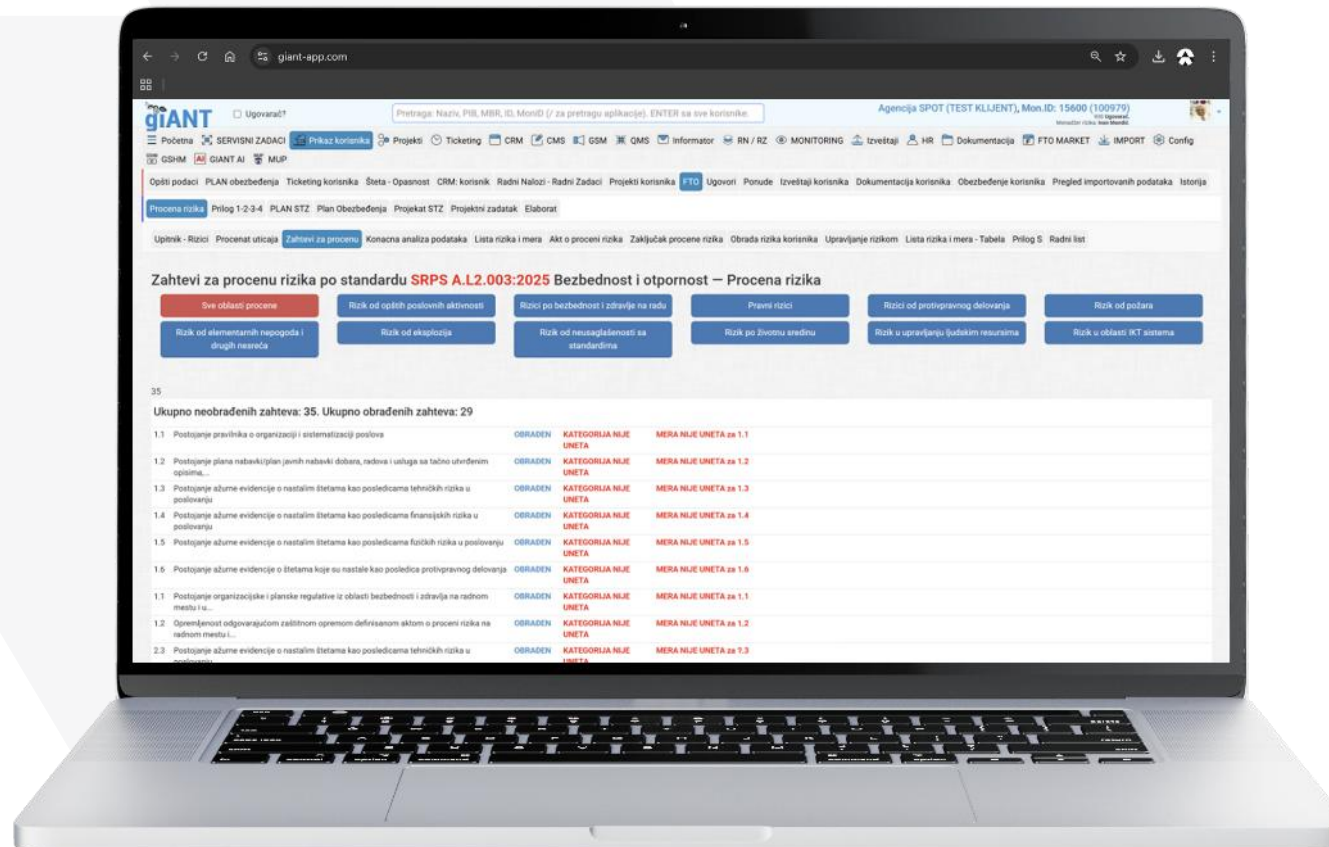 giant-app.com
giANT
Ugovarač?
Pretraga: Naziv, PIB, MBR, ID, MoniD (/ za pretragu aplikacije). ENTER sa sve korisnike.
Agencija SPOT (TEST KLIJENT), Mon.ID: 15600 (100979)
Početna SERVISNI ZADACI Prikaz korisnika Projekti Ticketing CRM CMS GSM QMS Informator RN / RZ MONITORING Izveštaji HR Dokumentacija FTO MARKET IMPORT Config
GSHM AI GIANT AI MUP
Opšti podaci PLAN obezbeđenja Ticketing korisnika Šteta - Opasnost CRM: korisnik Radni Nalozi - Radni Zadaci Projekti korisnika FTO Ugovori Ponude Izveštaji korisnika Dokumentacija korisnika Obezbeđenje korisnika Pregled importovanih podataka Istorija
Procena rizika Prilog 1-2-3-4 PLAN STZ Plan Obezbeđenja Projekat STZ Projektni zadatak Elaborat
Upitnik - Rizici Procenat uticaja Zahtevi za procenu Konacna analiza podataka Lista rizika i mera Akt o proceni rizika Zaključak procene rizika Obrada rizika korisnika Upravljanje rizikom Lista rizika i mera - Tabela Prilog S Radni list
Zahtevi za procenu rizika po standardu SRPS A.L2.003:2025 Bezbednost i otpornost — Procena rizika
Sve oblasti procene Rizik od opštih poslovnih aktivnosti Rizici po bezbednost i zdravlje na radu Pravni rizici Rizici od protivpravnog delovanja Rizik od požara
Rizik od elementarnih nepogoda i drugih nesreća Rizik od eksplozija Rizik od neusaglašenosti sa standardima Rizik po životnu sredinu Rizik u upravljanju ljudskim resursima Rizik u oblasti IKT sistema
35
Ukupno neobrađenih zahteva: 35. Ukupno obrađenih zahteva: 29
1.1 Postojanje pravilnika o organizaciji i sistematizaciji poslova OBRAĐEN KATEGORIJA NIJE UNETA MERA NIJE UNETA za 1.1
1.2 Postojanje plana nabavki/plan javnih nabavki dobara, radova i usluga sa tačno utvrđenim opisima,... OBRAĐEN KATEGORIJA NIJE UNETA MERA NIJE UNETA za 1.2
1.3 Postojanje ažurne evidencije o nastalim štetama kao posledicama tehničkih rizika u poslovanju OBRAĐEN KATEGORIJA NIJE UNETA MERA NIJE UNETA za 1.3
1.4 Postojanje ažurne evidencije o nastalim štetama kao posledicama finansijskih rizika u poslovanju OBRAĐEN KATEGORIJA NIJE UNETA MERA NIJE UNETA za 1.4
1.5 Postojanje ažurne evidencije o nastalim štetama kao posledicama fizičkih rizika u poslovanju OBRAĐEN KATEGORIJA NIJE UNETA MERA NIJE UNETA za 1.5
1.6 Postojanje ažurne evidencije o štetama koje su nastale kao posledica protivpravnog delovanja OBRAĐEN KATEGORIJA NIJE UNETA MERA NIJE UNETA za 1.6
1.1 Postojanje organizacijske i planske regulative iz oblasti bezbednosti i zdravlja na radnom mestu i u... OBRAĐEN KATEGORIJA NIJE UNETA MERA NIJE UNETA za 1.1
1.2 Opremljenost odgovarajućom zaštitnom opremom definisanom aktom o proceni rizika na radnom mestu i... OBRAĐEN KATEGORIJA NIJE UNETA MERA NIJE UNETA za 1.2
2.3 Postojanje ažurne evidencije o nastalim štetama kao posledicama tehničkih rizika u poslovanju OBRAĐEN KATEGORIJA NIJE UNETA MERA NIJE UNETA za ?.3